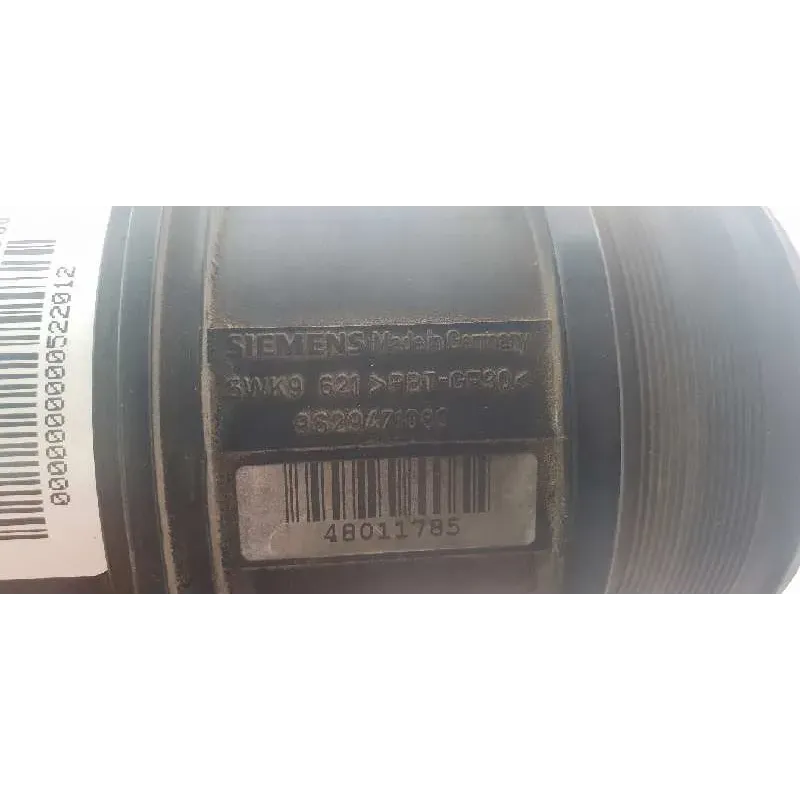 SIEMENS Made in Germany
5WK9 621 >PBT-GF30<
9629471080
48011785
000000000000522012